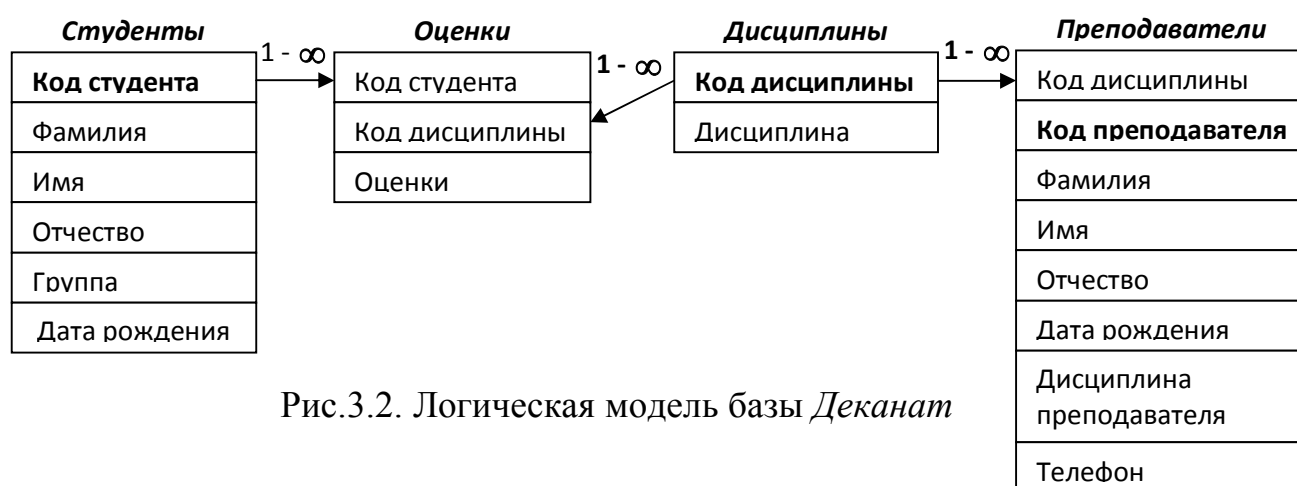 Студенты
Код студента
Фамилия
Имя
Отчество
Группа
Дата рождения
1 - ∞
Оценки
Код студента
Код дисциплины
Оценки
1 - ∞
Дисциплины
Код дисциплины
Дисциплина
1 - ∞
Преподаватели
Код дисциплины
Код преподавателя
Фамилия
Имя
Отчество
Дата рождения
Дисциплина
преподавателя
Телефон
Рис.3.2. Логическая модель базы Деканат